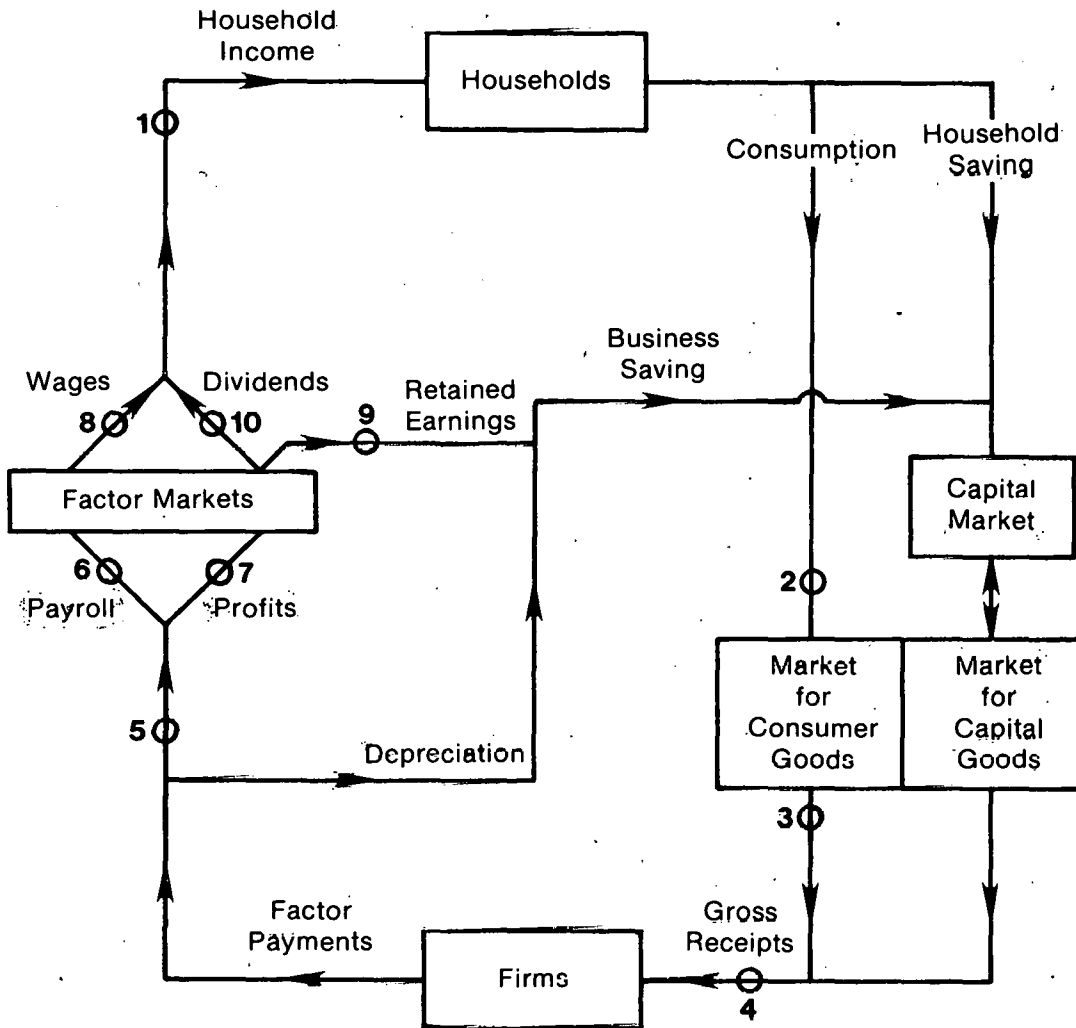 Household
Income
Households
1
Consumption
Household
Saving
Business
Saving
Wages
Dividends
Retained
Earnings
8
10
9
Factor Markets
Capital
Market
6
7
Payroll
Profits
2
Market
for
Consumer
Goods
Market
for
Capital
Goods
5
Depreciation
3
Factor
Payments
Gross
Receipts
Firms
4